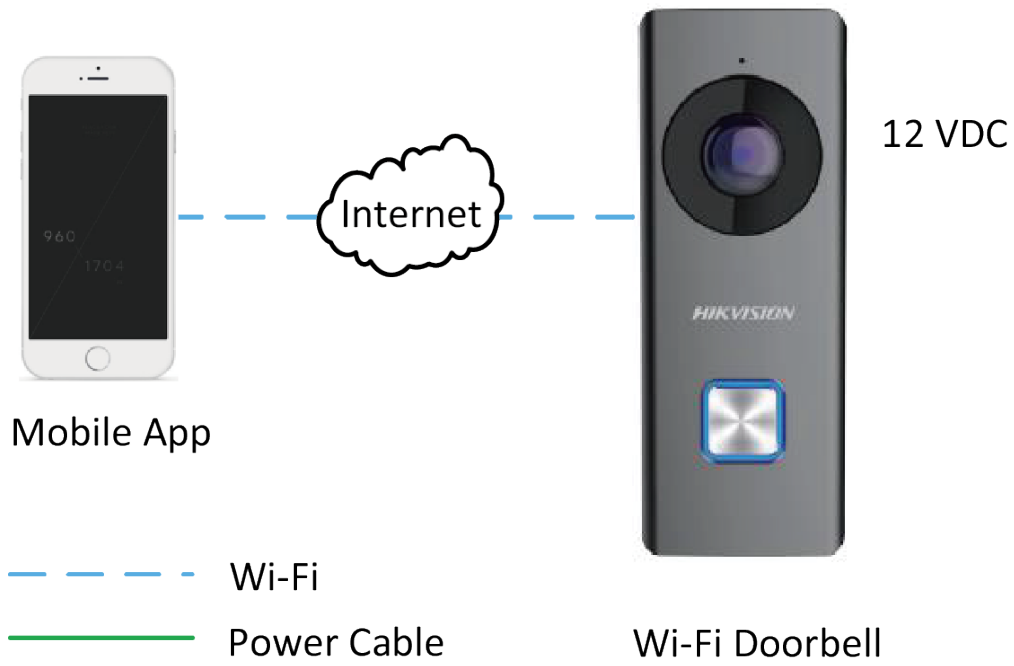 12 VDC
Internet
960
1704
HIKVISION
Mobile App
Wi-Fi
Power Cable
Wi-Fi Doorbell